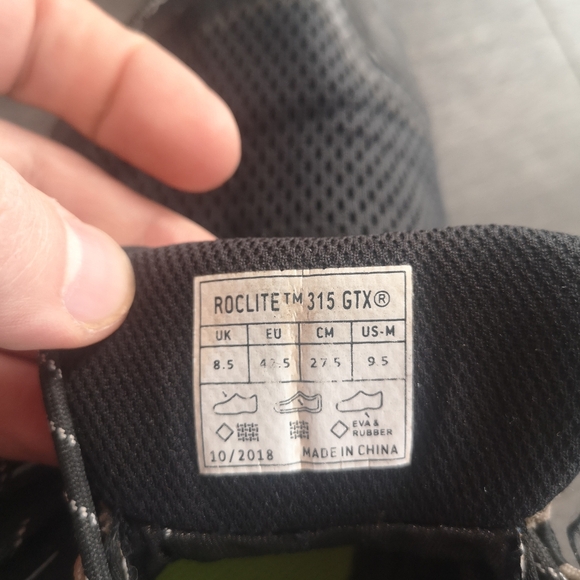 ROCLITE™ 315 GTX®
UK EU CM US-M
8.5 42.5 27.5 9.5
EVA &
RUBBER
10/2018 MADE IN CHINA